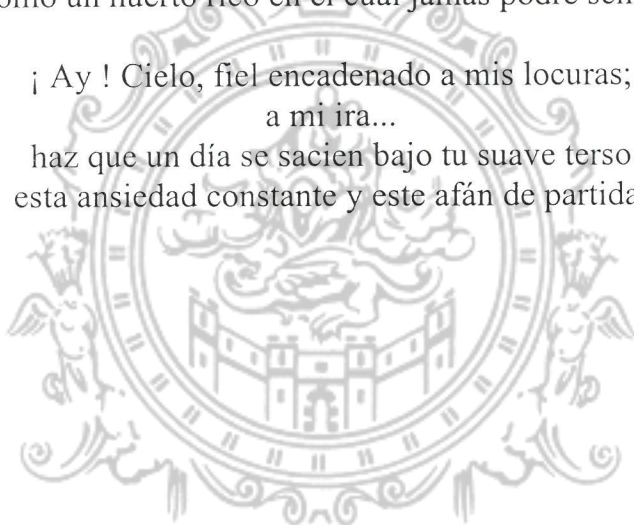 un huerto rico en el cual jamás podré
¡ Ay ! Cielo, fiel encadenado a mis locuras;
a mi ira...
haz que un día se sacien bajo tu suave terso
esta ansiedad constante y este afán de partida